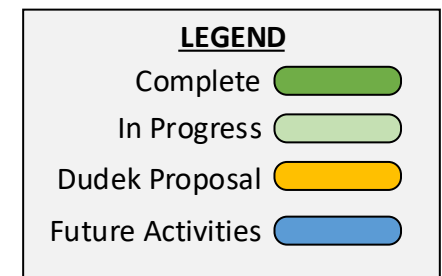 LEGEND
Complete
In Progress
Dudek Proposal
Future Activities